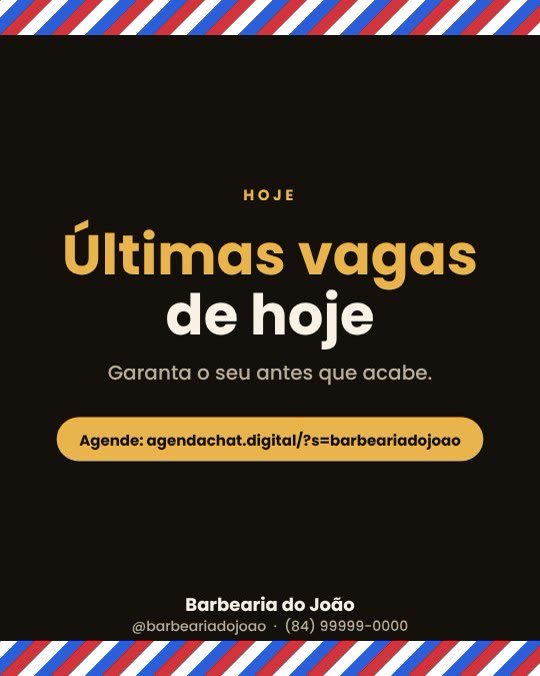 HOJE
Últimas vagas
de hoje
Garanta o seu antes que acabe.
Agende: agendachat.digital/?s=barbeariadojoao
Barbearia do João
@barbeariadojoao · (84) 99999-0000